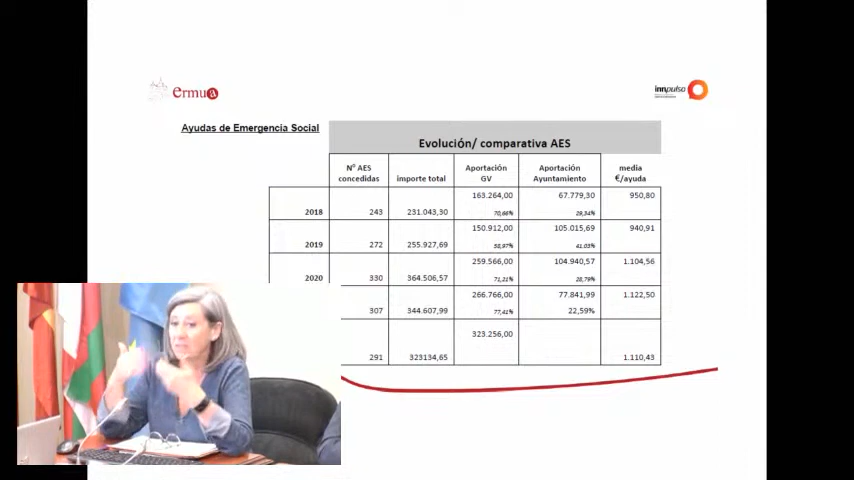 ermua
innpulso
Ayudas de Emergencia Social
Evolución/ comparativa AES
Nº AES concedidas importe total Aportación GV Aportación Ayuntamiento media €/ayuda
163.264,00 67.779,30 950,80
2018 243 231.043,30 70,66% 29,34%
150.912,00 105.015,69 940,91
2019 272 255.927,69 58,97% 41,03%
259.566,00 104.940,57 1.104,56
2020 330 364.506,57 71,21% 28,79%
266.766,00 77.841,99 1.122,50
307 344.607,99 77,41% 22,59%
323.256,00
291 323134,65 1.110,43